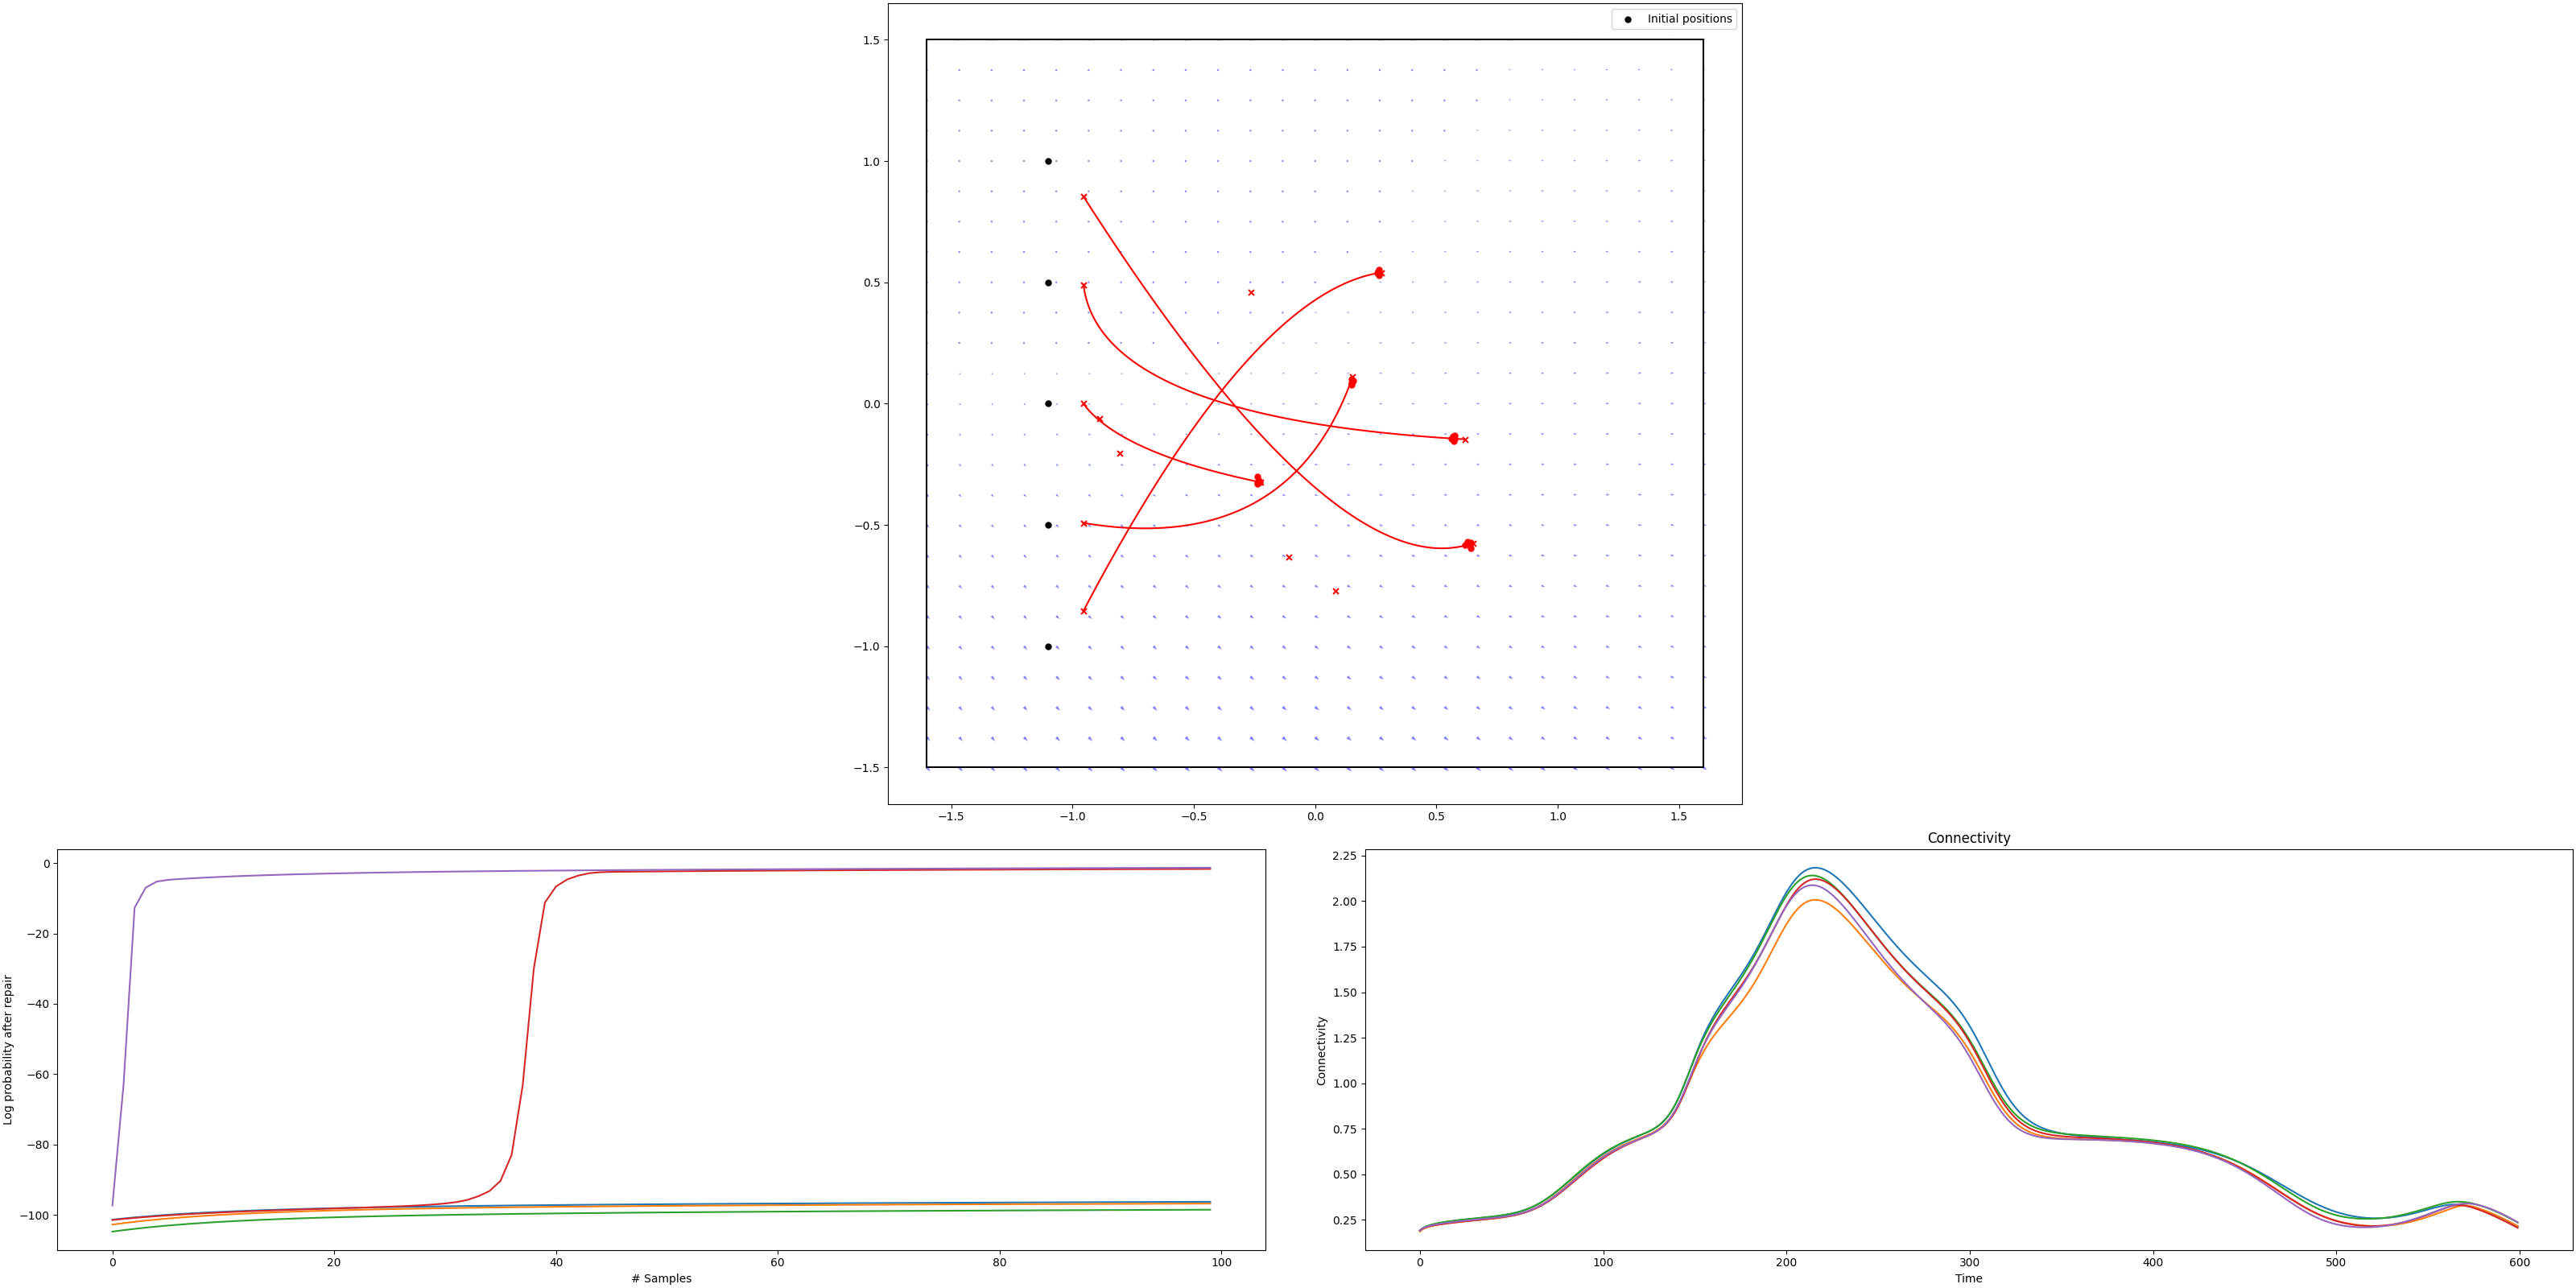 Initial positions
1.5
1.0
0.5
0.0
−0.5
−1.0
−1.5
−1.5 −1.0 −0.5 0.0 0.5 1.0 1.5
Log probability after repair
0
−20
−40
−60
−80
−100
0 20 40 60 80 100
# Samples
Connectivity
Connectivity
2.25
2.00
1.75
1.50
1.25
1.00
0.75
0.50
0.25
0 100 200 300 400 500 600
Time